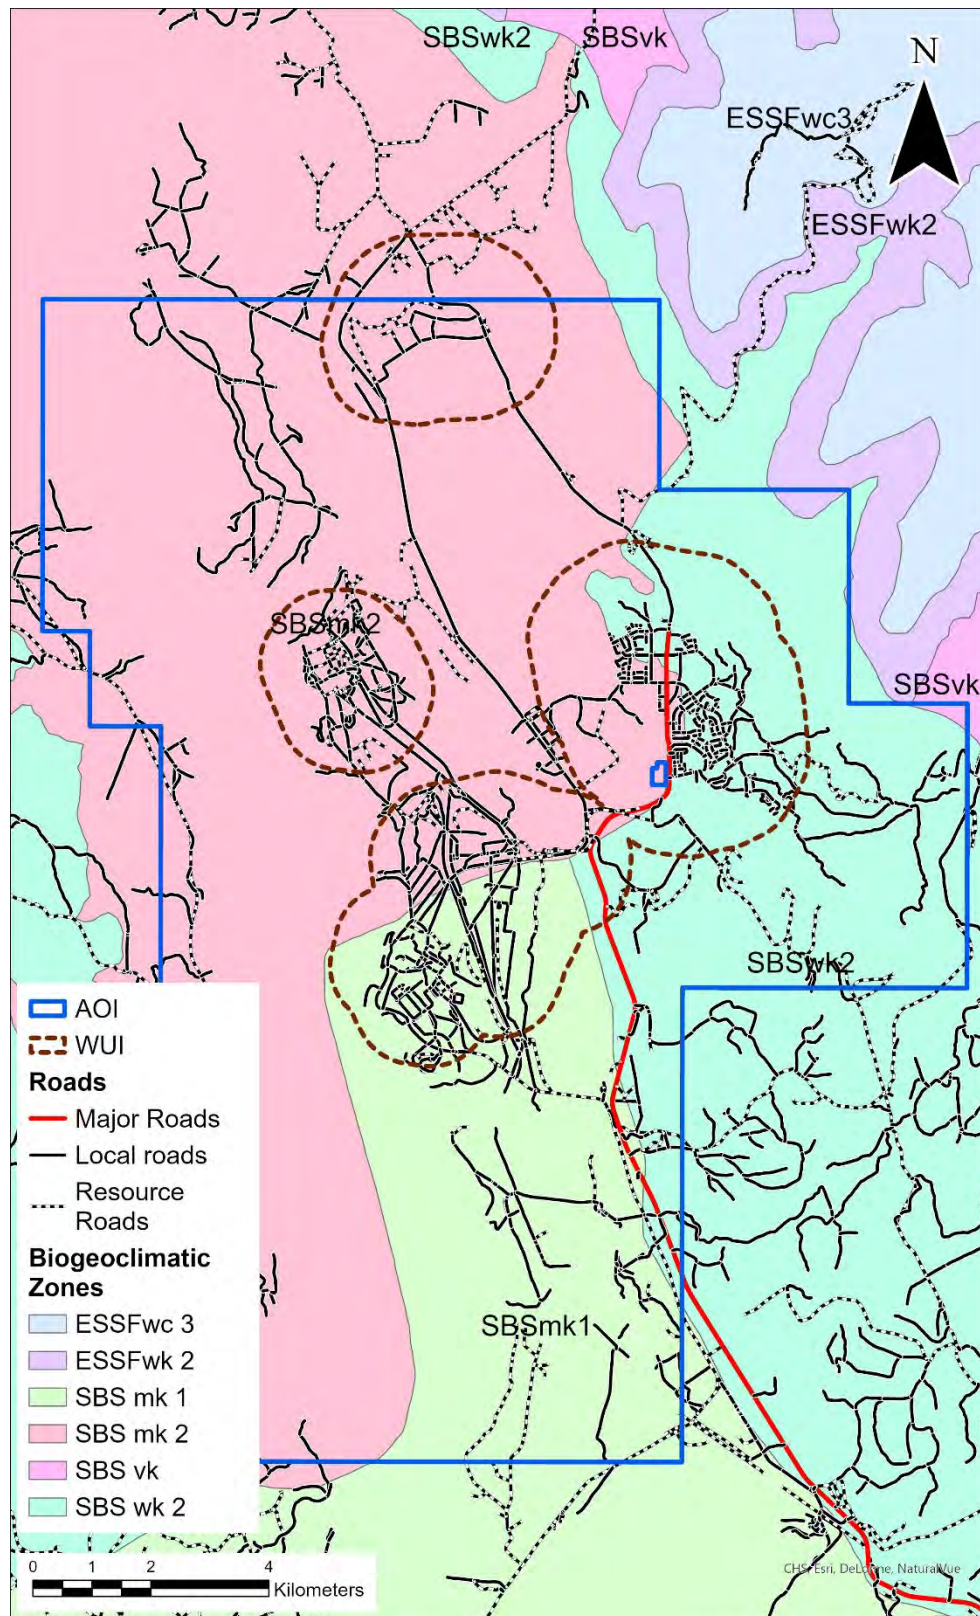 SBSwk2
SBSvk
N
ESSFwc3
ESSFwk2
SBSmk2
SBSvk
SBSwk2
AOI
WUI
Roads
Major Roads
Local roads
Resource
Roads
Biogeoclimatic
Zones
SBSmk1
ESSFwc 3
ESSFwk 2
SBS mk 1
SBS mk 2
SBS vk
SBS wk 2
0 1 2 4
Kilometers
CHS, Esri, DeLorme, NaturalVue